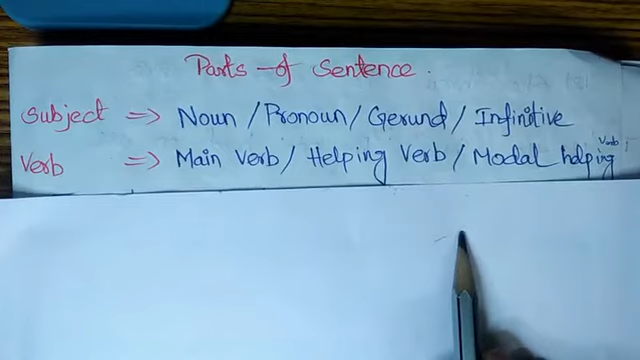 Parts of Sentence.
Subject => Noun / Pronoun / Gerund / Infinitive
Verb => Main Verb / Helping Verb / Modal helping Verb